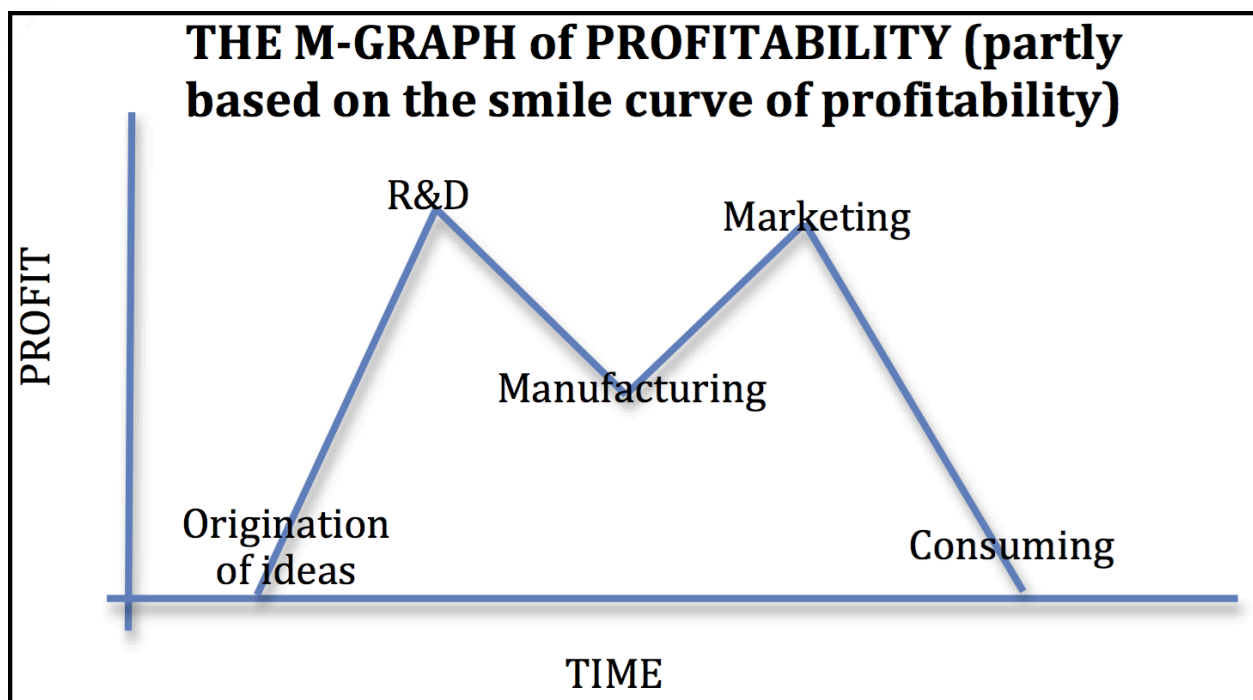 THE M-GRAPH of PROFITABILITY (partly
based on the smile curve of profitability)
R&D
Marketing
PROFIT
Manufacturing
Origination
of ideas
Consuming
TIME